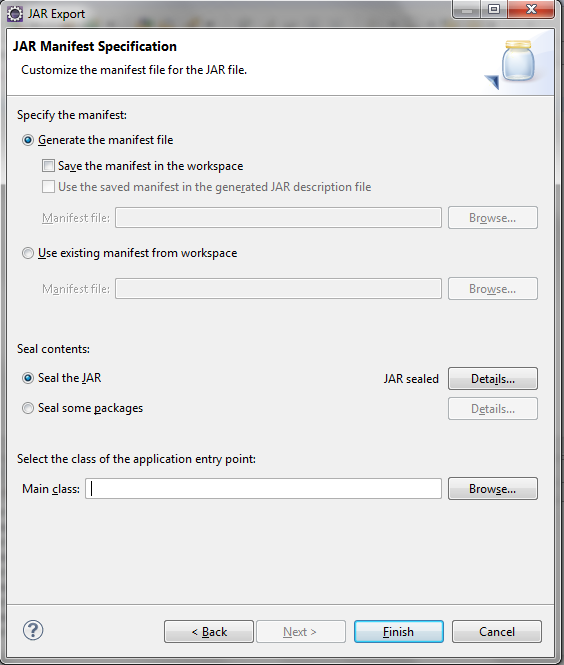 JAR Export
JAR Manifest Specification
Customize the manifest file for the JAR file.
Specify the manifest:
Generate the manifest file
Save the manifest in the workspace
Use the saved manifest in the generated JAR description file
Manifest file:
Browse...
Use existing manifest from workspace
Manifest file:
Browse...
Seal contents:
Seal the JAR
JAR sealed
Details...
Seal some packages
Details...
Select the class of the application entry point:
Main class:
Browse...
?
< Back
Next >
Finish
Cancel